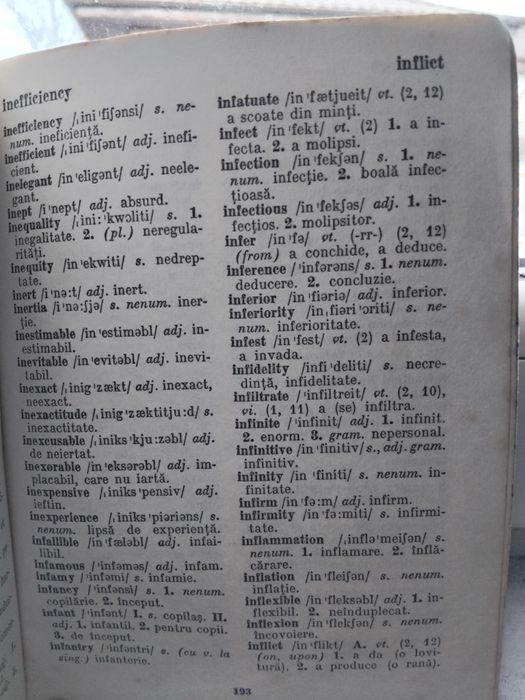 inefficiency
inflict
inefficiency /ˌiniˈfiʃənsi/ s. ne-
num. ineficiență.
inefficient /ˌiniˈfiʃənt/ adj. inefi-
cient.
inelegant /inˈeligənt/ adj. neele-
gant.
inept /iˈnept/ adj. absurd.
inequality /ˌini:ˈkwɔliti/ s. 1.
inegalitate. 2. (pl.) neregula-
rități.
inequity /inˈekwiti/ s. nedrep-
tate.
inert /iˈnə:t/ adj. inert.
inertia /iˈnə:ʃjə/ s. nenum. iner-
ție.
inestimable /inˈestiməbl/ adj. in-
estimabil.
inevitable /inˈevitəbl/ adj. inevi-
tabil.
inexact /ˌinigˈzækt/ adj. inexact,
neexact.
inexactitude /ˌinigˈzæktitju:d/ s.
inexactitate.
inexcusable /ˌiniksˈkju:zəbl/ adj.
de neiertat.
inexorable /inˈeksərəbl/ adj. im-
placabil, care nu iartă.
inexpensive /ˌiniksˈpensiv/ adj.
ieftin.
inexperience /ˌiniksˈpiəriəns/ s.
nenum. lipsă de experiență.
infallible /inˈfæləbl/ adj. infai-
libil.
infamous /ˈinfəməs/ adj. infam.
infamy /ˈinfəmi/ s. infamie.
infancy /ˈinfənsi/ s. 1. nenum.
copilărie. 2. început.
infant /ˈinfənt/ I. s. copilaș. II.
adj. 1. infantil. 2. pentru copii.
3. de început.
infantry /ˈinfəntri/ s. (cu v. la
sing.) infanterie.
infatuate /inˈfætjueit/ vt. (2, 12)
a scoate din minți.
infect /inˈfekt/ vt. (2) 1. a in-
fecta. 2. a molipsi.
infection /inˈfekʃən/ s. 1. ne-
num. infecție. 2. boală infec-
țioasă.
infectious /inˈfekʃəs/ adj. 1. in-
fecțios. 2. molipsitor.
infer /inˈfə/ vt. (-rr-) (2, 12)
(from) a conchide, a deduce.
inference /ˈinfərəns/ s. 1. nenum.
deducere. 2. concluzie.
inferior /inˈfiəriə/ adj. inferior.
inferiority /inˌfiəriˈɔriti/ s. ne-
num. inferioritate.
infest /inˈfest/ vt. (2) a infesta,
a invada.
infidelity /infiˈdeliti/ s. necre-
dință, infidelitate.
infiltrate /ˈinfiltreit/ vt. (2, 10),
vi. (1, 11) a (se) infiltra.
infinite /ˈinfinit/ adj. 1. infinit.
2. enorm. 3. gram. nepersonal.
infinitive /inˈfinitiv/ s., adj. gram.
infinitiv.
infinity /inˈfiniti/ s. nenum. in-
finitate.
infirm /inˈfə:m/ adj. infirm.
infirmity /inˈfə:miti/ s. infirmi-
tate.
inflammation /ˌinfləˈmeiʃən/ s.
nenum. 1. inflamare. 2. înflă-
cărare.
inflation /inˈfleiʃən/ s. nenum.
inflație.
inflexible /inˈfleksəbl/ adj. 1. in-
flexibil. 2. neînduplecat.
inflexion /inˈflekʃən/ s. nenum.
încovoiere.
inflict /inˈflikt/ A. vt. (2, 12)
(on, upon) 1. a da (o lovi-
tură). 2. a produce (o rană).
193